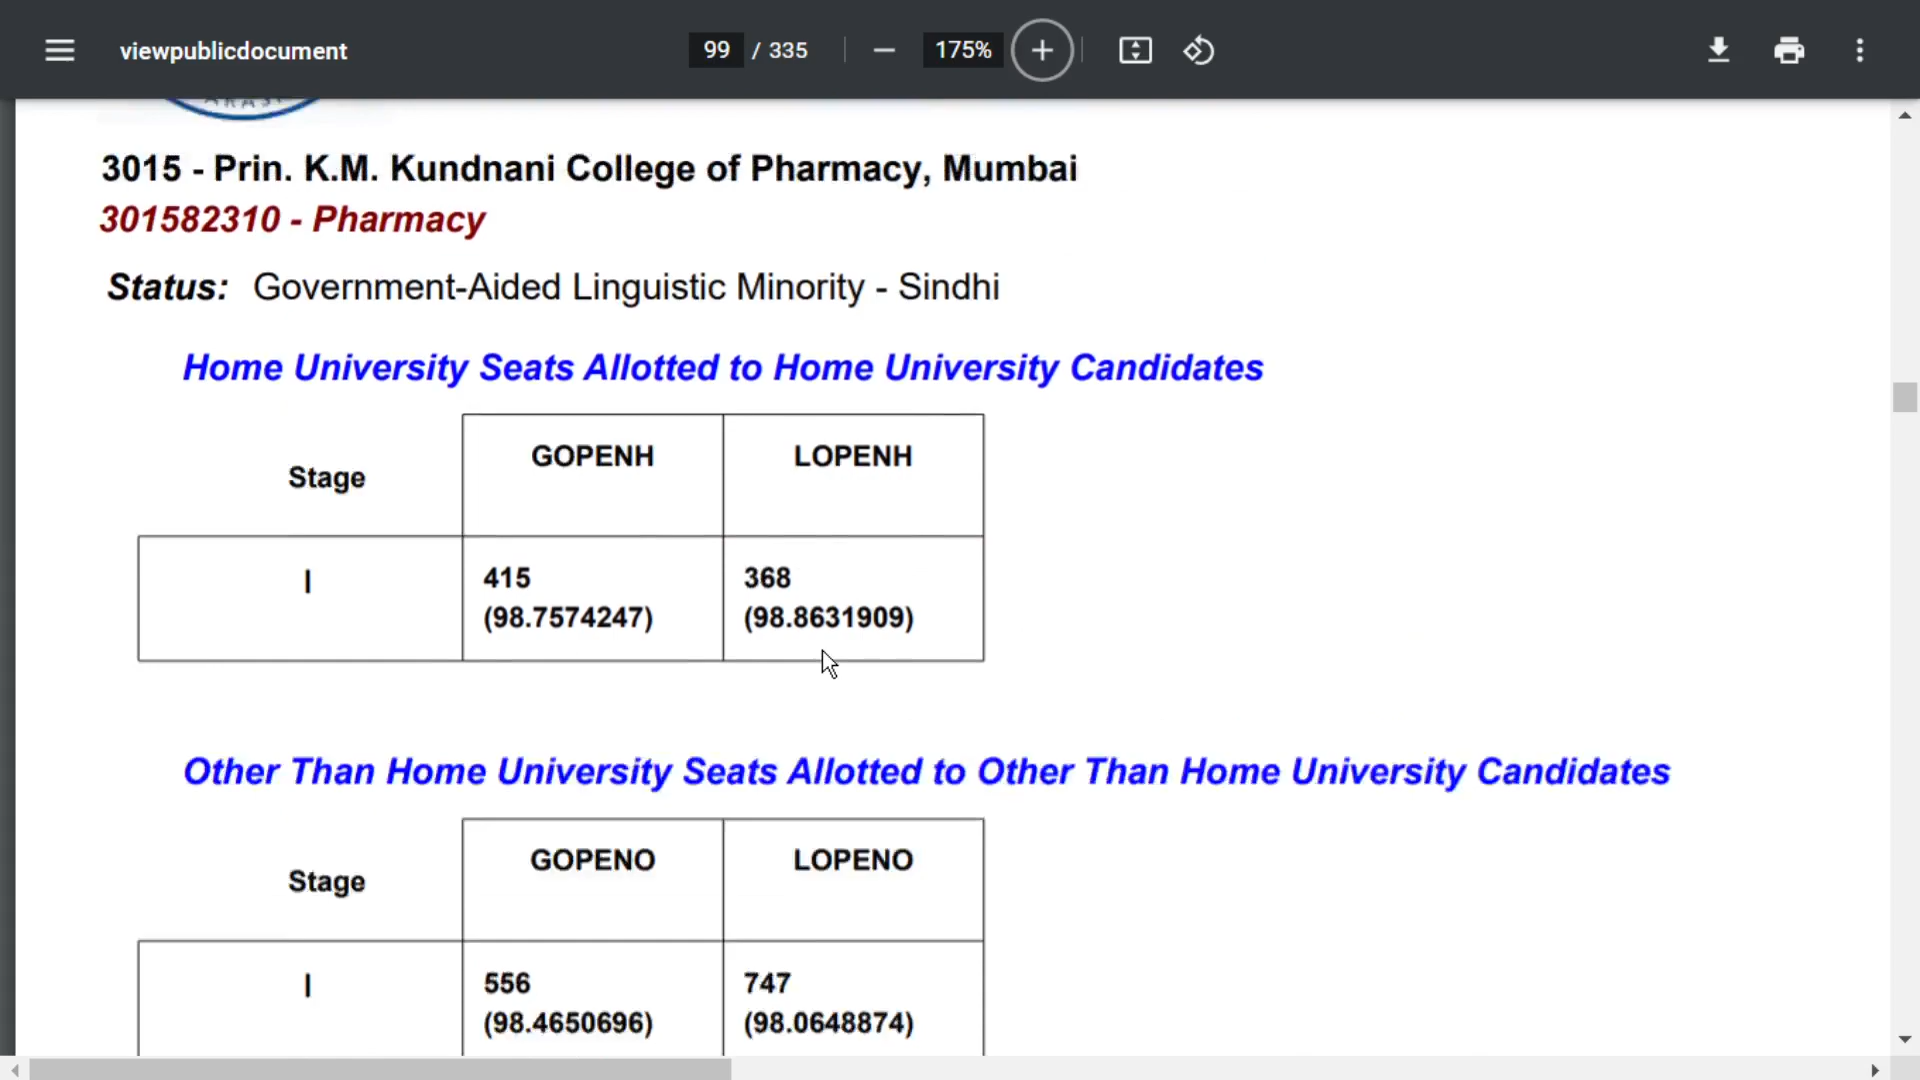 viewpublicdocument
99 / 335
175%
ARAS
3015 - Prin. K.M. Kundnani College of Pharmacy, Mumbai
301582310 - Pharmacy
Status: Government-Aided Linguistic Minority - Sindhi
Home University Seats Allotted to Home University Candidates
Stage GOPENH LOPENH
I 415 368
(98.7574247) (98.8631909)
Other Than Home University Seats Allotted to Other Than Home University Candidates
Stage GOPENO LOPENO
I 556 747
(98.4650696) (98.0648874)